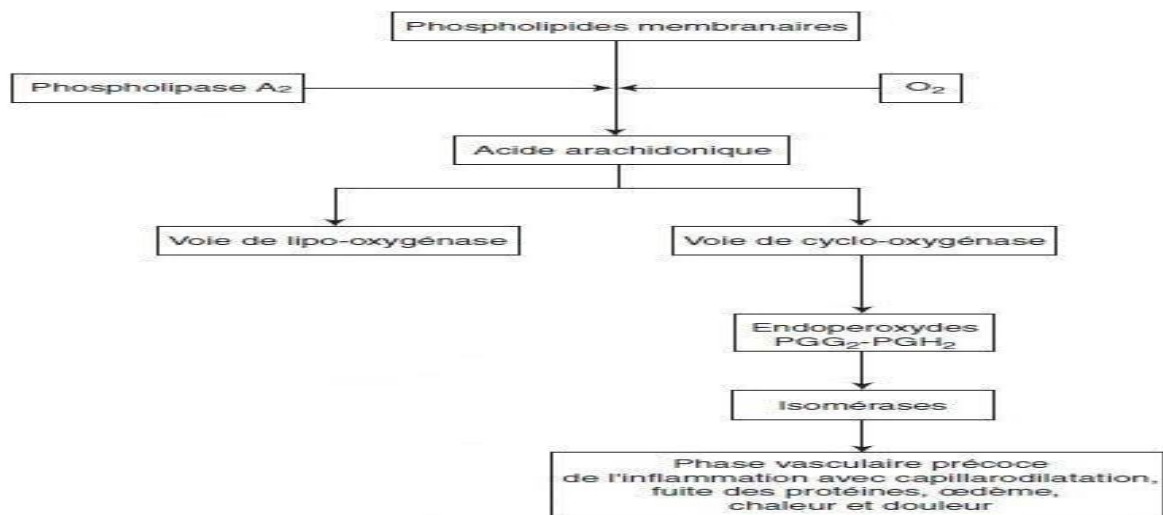 Phospholipides membranaires
Phospholipase A₂
O₂
Acide arachidonique
Voie de lipo-oxygénase
Voie de cyclo-oxygénase
Endoperoxydes
PGG₂-PGH₂
Isomérases
Phase vasculaire précoce
de l'inflammation avec capillarodilatation,
fuite des protéines, œdème,
chaleur et douleur